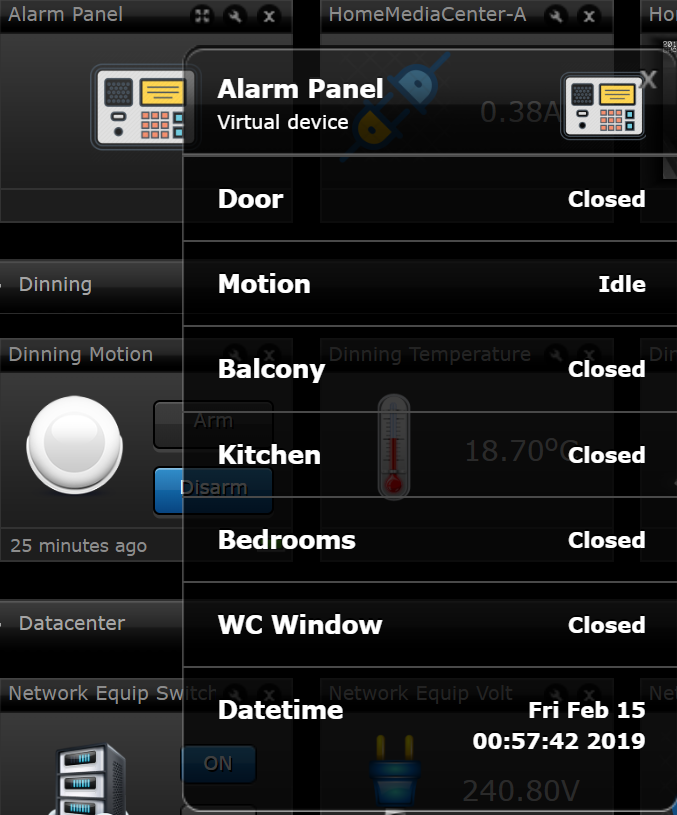 Alarm Panel
HomeMediaCenter-A
Alarm Panel
Virtual device
0.38A
x
Door Closed
Dinning
Motion Idle
Dinning Motion
Dinning Temperature
Balcony Closed
Arm
18.70ºC
Kitchen Closed
Disarm
25 minutes ago
Bedrooms Closed
Datacenter
WC Window Closed
Network Equip Switch
Network Equip Volt
Datetime Fri Feb 15
00:57:42 2019
ON
240.80V